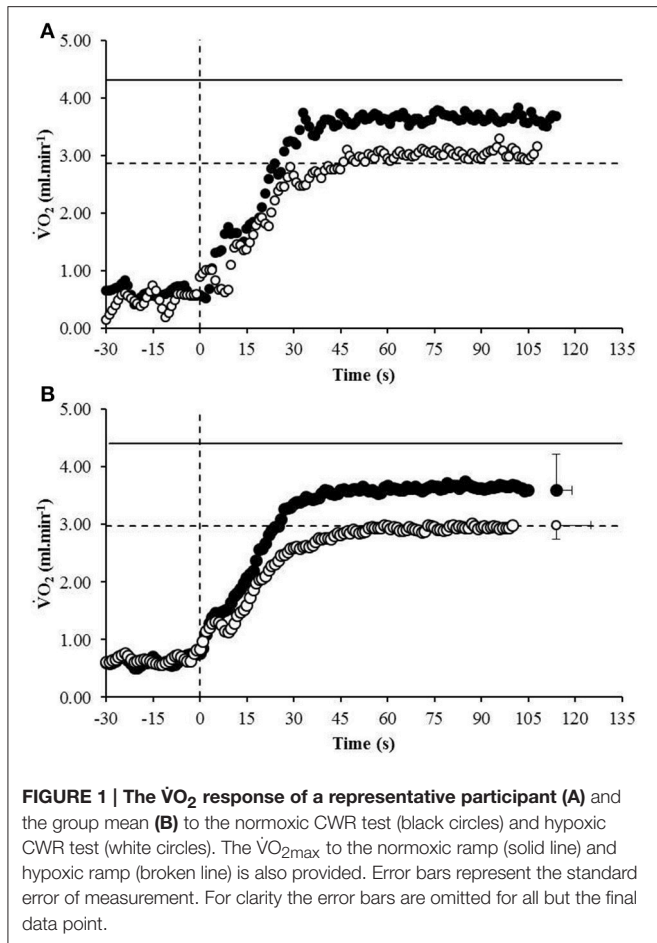 A
5.00
4.00
3.00
2.00
1.00
0.00
V̇O2 (ml.min-1)
-30 -15 0 15 30 45 60 75 90 105 120 135
Time (s)
B
5.00
4.00
3.00
2.00
1.00
0.00
V̇O2 (ml.min-1)
-30 -15 0 15 30 45 60 75 90 105 120 135
Time (s)
FIGURE 1 | The V̇O2 response of a representative participant (A) and
the group mean (B) to the normoxic CWR test (black circles) and hypoxic
CWR test (white circles). The V̇O2max to the normoxic ramp (solid line) and
hypoxic ramp (broken line) is also provided. Error bars represent the standard
error of measurement. For clarity the error bars are omitted for all but the final
data point.